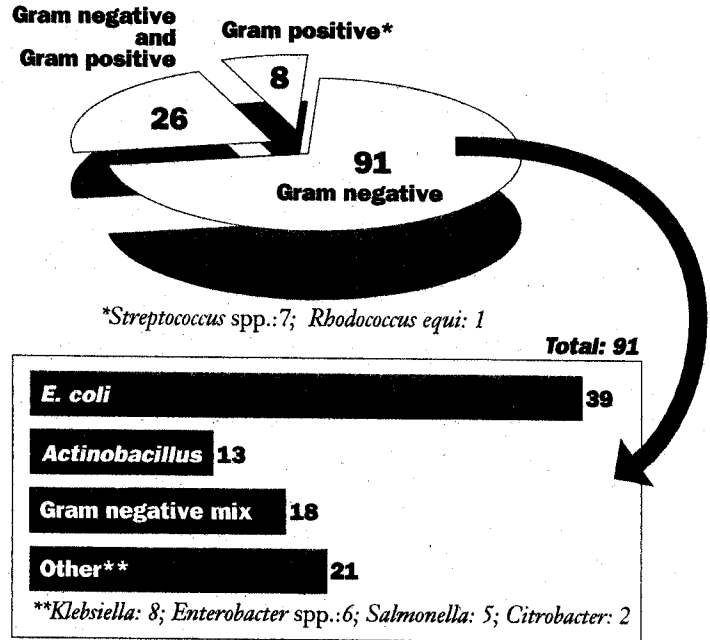 Gram negative
and
Gram positive
Gram positive*
8
26
91
Gram negative
*Streptococcus spp.:7; Rhodococcus equi: 1
Total: 91
E. coli 39
Actinobacillus 13
Gram negative mix 18
Other** 21
**Klebsiella: 8; Enterobacter spp.:6; Salmonella: 5; Citrobacter: 2